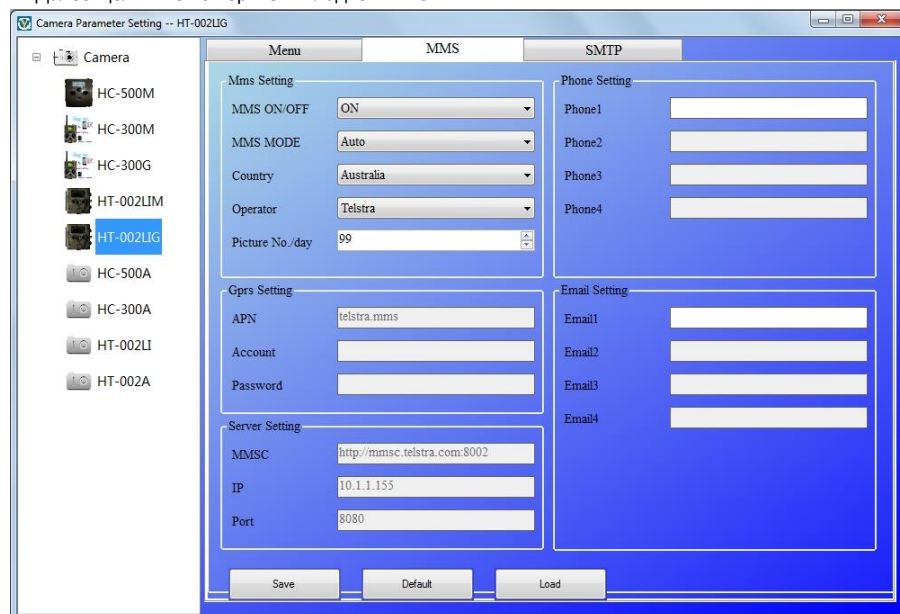 Camera Parameter Setting -- HT-002LIG
Camera
HC-500M
HC-300M
HC-300G
HT-002LIM
HT-002LIG
HC-500A
HC-300A
HT-002LI
HT-002A
Menu
MMS
SMTP
Mms Setting
MMS ON/OFF ON
MMS MODE Auto
Country Australia
Operator Telstra
Picture No./day 99
Gprs Setting
APN telstra.mms
Account
Password
Server Setting
MMSC http://mmsc.telstra.com:8002
IP 10.1.1.155
Port 8080
Phone Setting
Phone1
Phone2
Phone3
Phone4
Email Setting
Email1
Email2
Email3
Email4
Save
Default
Load